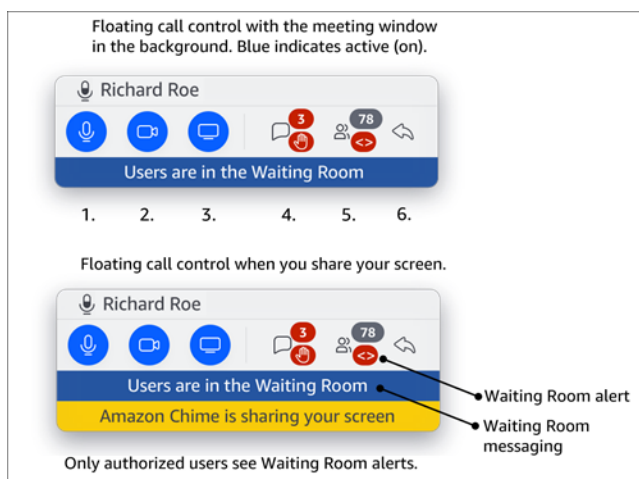 Floating call control with the meeting window
in the background. Blue indicates active (on).
Richard Roe
3
78
<>
Users are in the Waiting Room
1. 2. 3. 4. 5. 6.
Floating call control when you share your screen.
Richard Roe
3
78
<>
Users are in the Waiting Room
Amazon Chime is sharing your screen
Waiting Room alert
Waiting Room
messaging
Only authorized users see Waiting Room alerts.